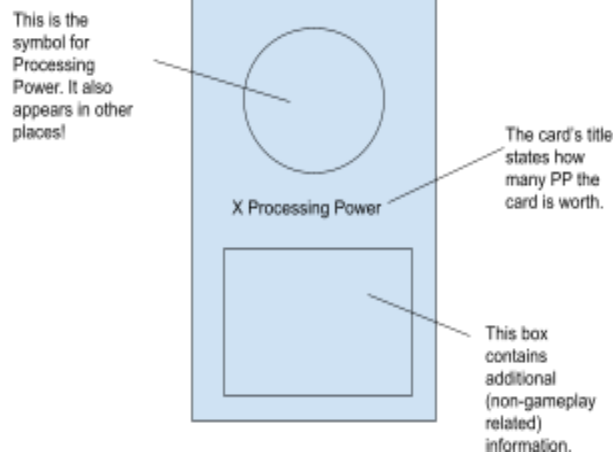 This is the
symbol for
Processing
Power. It also
appears in other
places!
The card's title
states how
many PP the
card is worth.
X Processing Power
This box
contains
additional
(non-gameplay
related)
information.